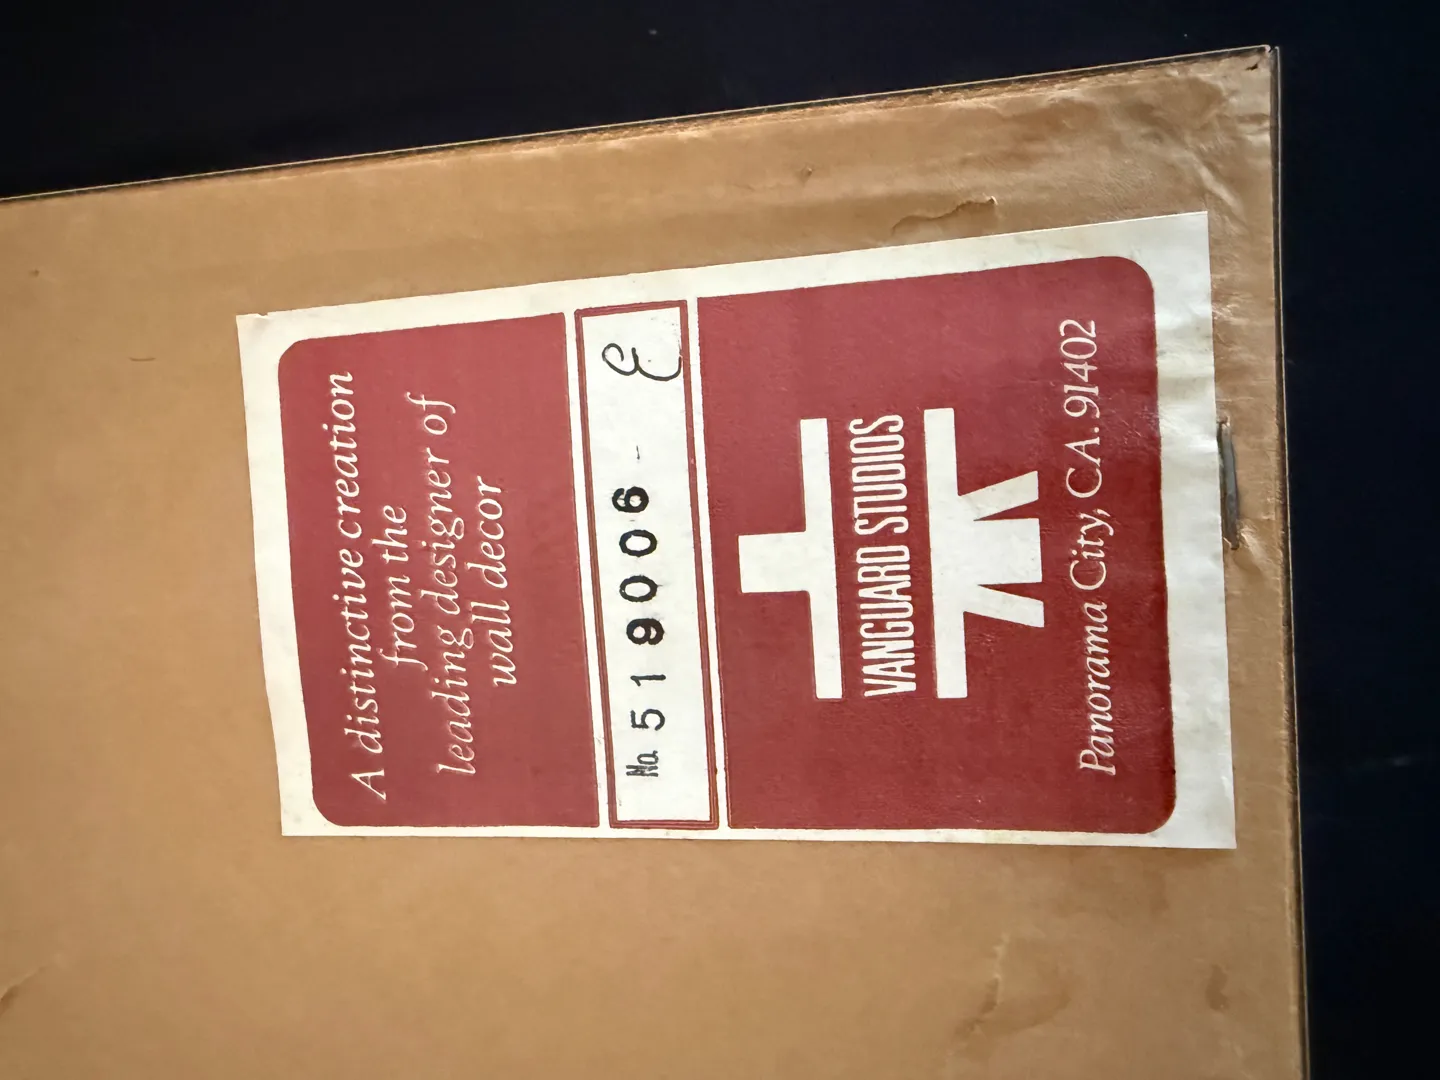 A distinctive creation
from the
leading designer of
wall decor
No. 519006 - E
VANGUARD STUDIOS
Panorama City, CA. 91402